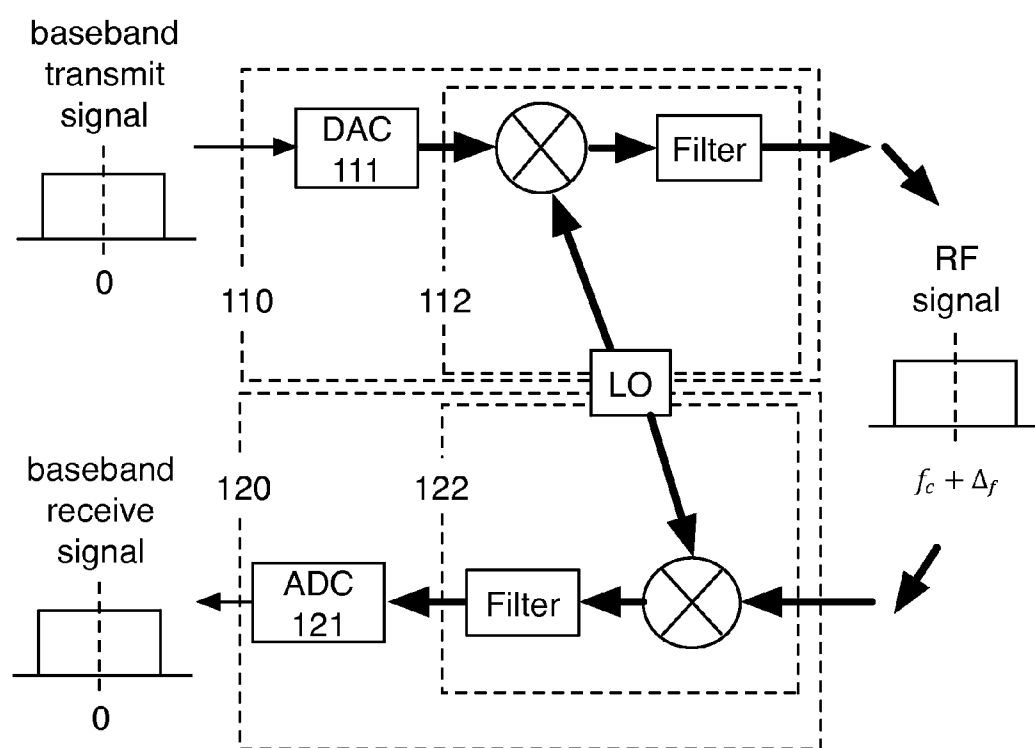 baseband
transmit
signal
0
DAC
111
Filter
110
112
LO
RF
signal
f_c + Δ_f
baseband
receive
signal
0
120
122
ADC
121
Filter